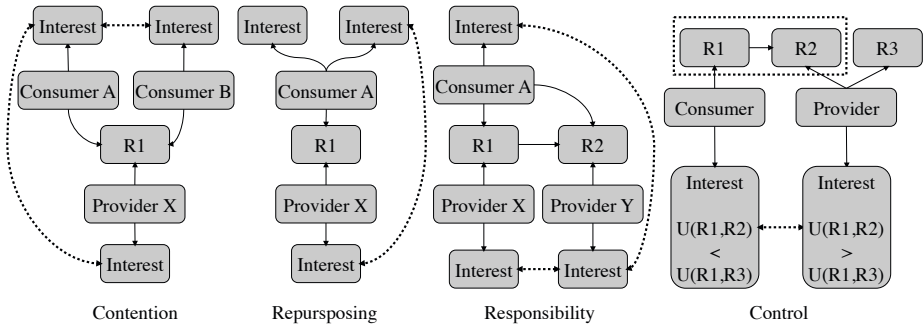 Interest
Interest
Consumer A
Consumer B
R1
Provider X
Interest
Contention
Interest
Interest
Consumer A
R1
Provider X
Interest
Repursposing
Interest
Consumer A
R1
R2
Provider X
Provider Y
Interest
Interest
Responsibility
R1
R2
R3
Consumer
Provider
Interest
U(R1,R2)
<
U(R1,R3)
Interest
U(R1,R2)
>
U(R1,R3)
Control